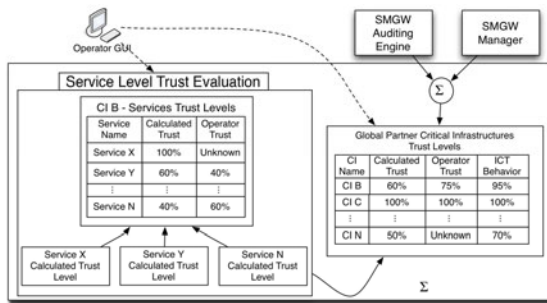 SMGW
Auditing
Engine
SMGW
Manager
Operator GUI
Σ
Service Level Trust Evaluation
CI B - Services Trust Levels
Service Name Calculated Trust Operator Trust
Service X 100% Unknown
Service Y 60% 40%
⋮ ⋮ ⋮
Service N 40% 60%
Service X
Calculated Trust
Level
Service Y
Calculated Trust
Level
Service N
Calculated Trust
Level
Global Partner Critical Infrastructures
Trust Levels
CI Name Calculated Trust Operator Trust ICT Behavior
CI B 60% 75% 95%
CI C 100% 100% 100%
⋮ ⋮ ⋮ ⋮
CI N 50% Unknown 70%
Σ